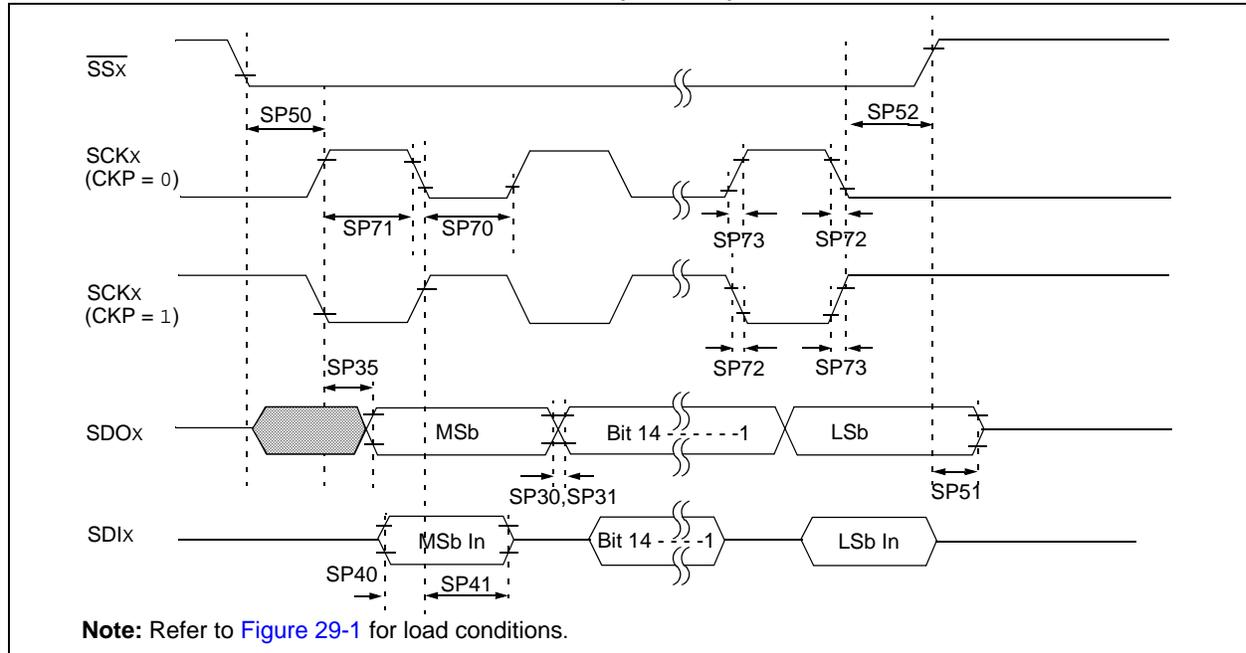 SSX
SP50
SP52
SCKX
(CKP = 0)
SP71
SP70
SP73
SP72
SCKX
(CKP = 1)
SP35
SP72
SP73
SDOX
MSb
Bit 14 - - - - - -1
LSb
SP30,SP31
SP51
SDIX
MSb In
Bit 14 - - - -1
LSb In
SP40
SP41
Note: Refer to Figure 29-1 for load conditions.